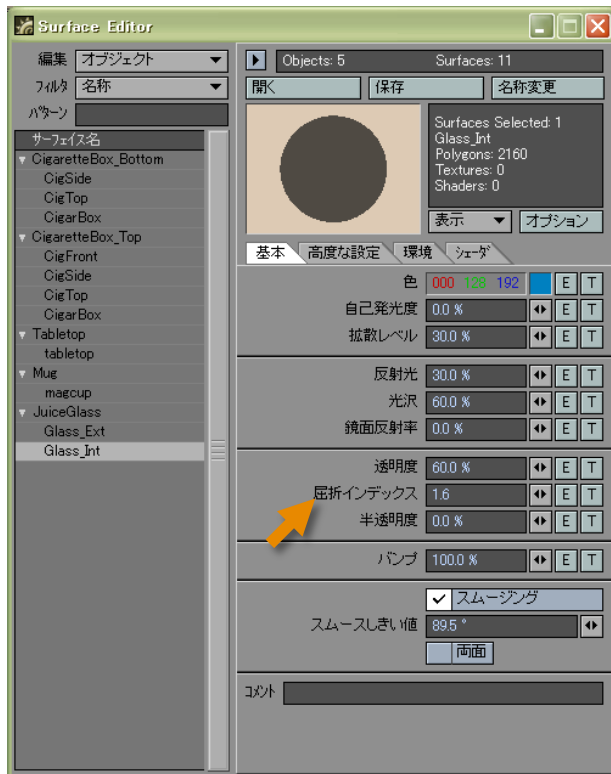 Surface Editor
編集 オブジェクト
フィルタ 名称
パターン
サーフェイス名
CigaretteBox_Bottom
CigSide
CigTop
CigarBox
CigaretteBox_Top
CigFront
CigSide
CigTop
CigarBox
Tabletop
tabletop
Mug
magcup
JuiceGlass
Glass_Ext
Glass_Int
Objects: 5 Surfaces: 11
開く 保存 名称変更
Surfaces Selected: 1
Glass_Int
Polygons: 2160
Textures: 0
Shaders: 0
表示 オプション
基本 高度な設定 環境 シェーダ
色 000 128 192 E T
自己発光度 0.0 % E T
拡散レベル 30.0 % E T
反射光 30.0 % E T
光沢 60.0 % E T
鏡面反射率 0.0 % E T
透明度 60.0 % E T
屈折インデックス 1.6 E T
半透明度 0.0 % E T
バンプ 100.0 % E T
スムージング
スムースしきい値 89.5 °
両面
コメント